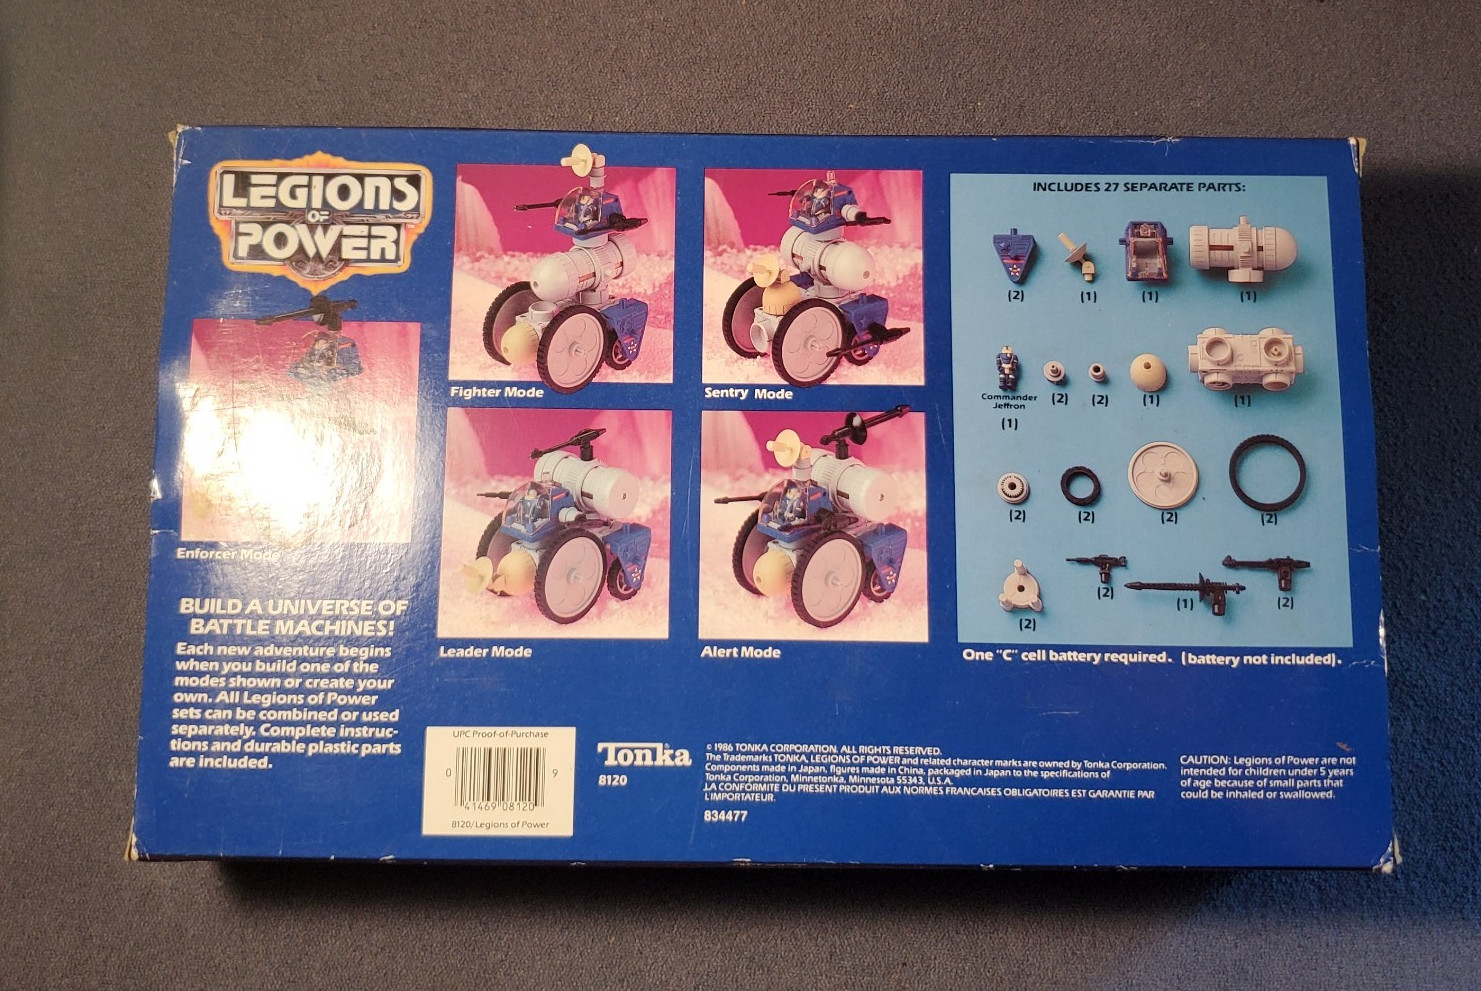 LEGIONS
OF
POWER™
Enforcer Mode
BUILD A UNIVERSE OF
BATTLE MACHINES!
Each new adventure begins
when you build one of the
modes shown or create your
own. All Legions of Power
sets can be combined or used
separately. Complete instruc-
tions and durable plastic parts
are included.
Fighter Mode
Sentry Mode
Leader Mode
Alert Mode
INCLUDES 27 SEPARATE PARTS:
(2)
(1)
(1)
(1)
Commander
Jeffron
(1)
(2)
(2)
(1)
(1)
(2)
(2)
(2)
(2)
(2)
(2)
(1)
(2)
One "C" cell battery required. (battery not included).
UPC Proof-of-Purchase
0
9
41469 08120
8120/Legions of Power
Tonka
8120
© 1986 TONKA CORPORATION. ALL RIGHTS RESERVED.
The Trademarks TONKA, LEGIONS OF POWER and related character marks are owned by Tonka Corporation.
Components made in Japan, figures made in China, packaged in Japan to the specifications of
Tonka Corporation, Minnetonka, Minnesota 55343, U.S.A.
LA CONFORMITE DU PRESENT PRODUIT AUX NORMES FRANCAISES OBLIGATOIRES EST GARANTIE PAR
L'IMPORTATEUR.
834477
CAUTION: Legions of Power are not
intended for children under 5 years
of age because of small parts that
could be inhaled or swallowed.